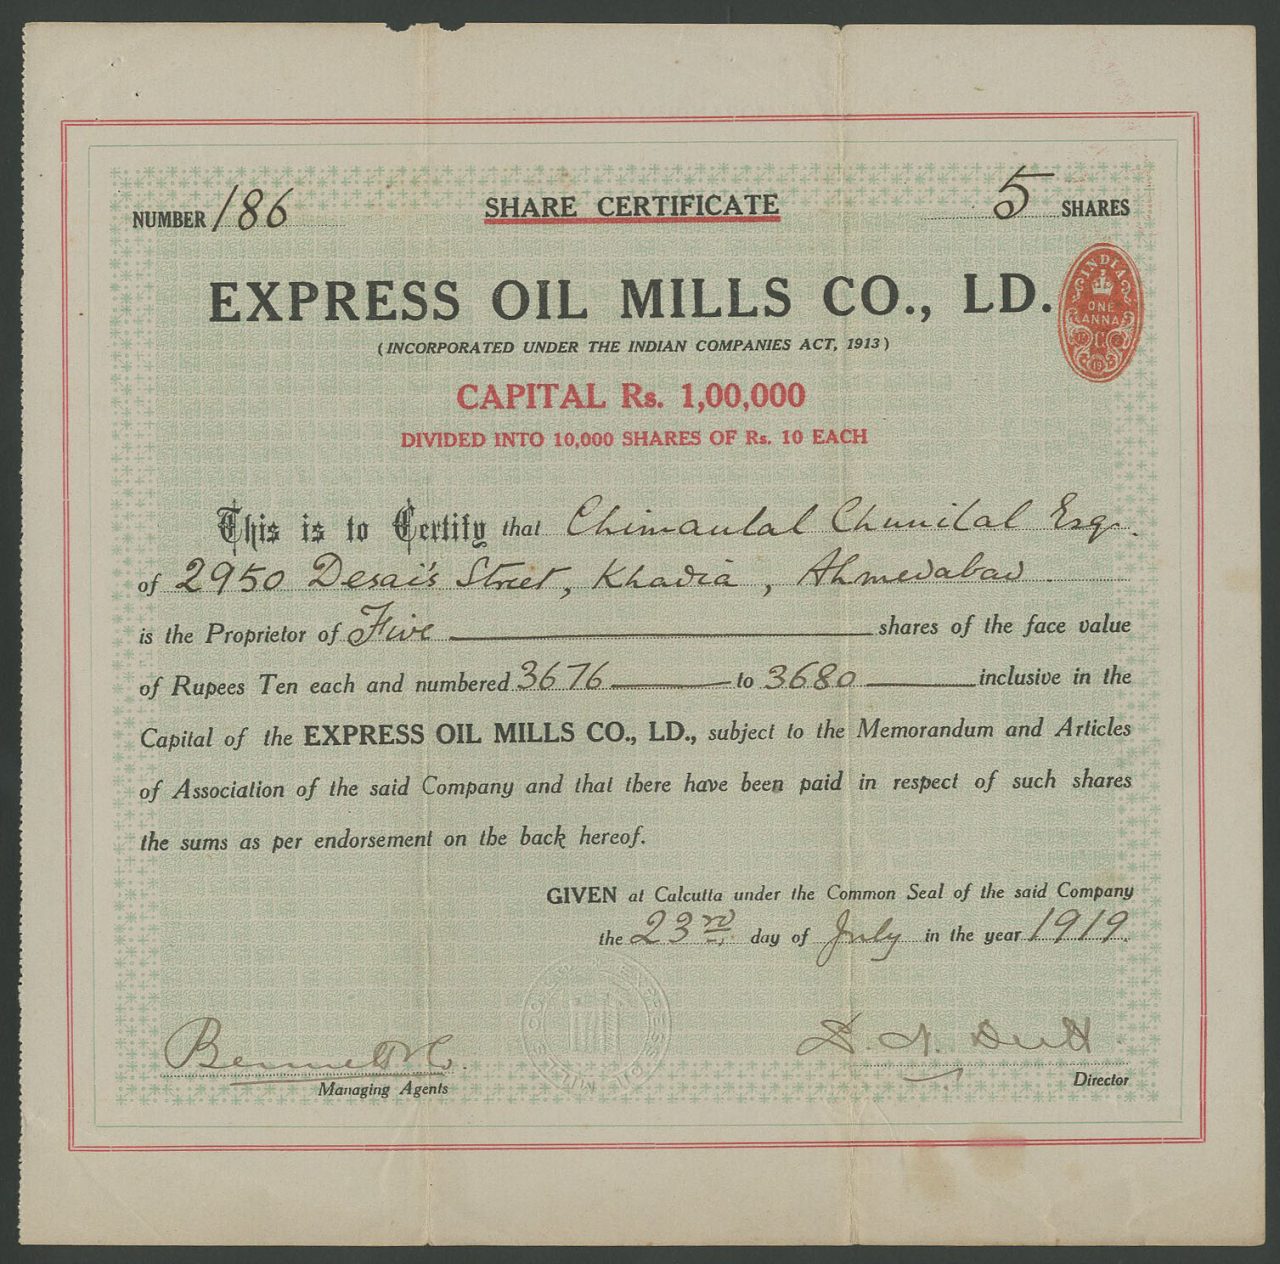 NUMBER 186 SHARE CERTIFICATE 5 SHARES
EXPRESS OIL MILLS CO., LD.
INDIA
ONE
ANNA
(INCORPORATED UNDER THE INDIAN COMPANIES ACT, 1913)
CAPITAL Rs. 1,00,000
DIVIDED INTO 10,000 SHARES OF Rs. 10 EACH
This is to Certify that Chimanlal Chunilal Esq.
of 2950 Desai's Street, Khadia, Ahmedabad.
is the Proprietor of Five shares of the face value
of Rupees Ten each and numbered 3676 to 3680 inclusive in the
Capital of the EXPRESS OIL MILLS CO., LD., subject to the Memorandum and Articles
of Association of the said Company and that there have been paid in respect of such shares
the sums as per endorsement on the back hereof.
GIVEN at Calcutta under the Common Seal of the said Company
the 23rd day of July in the year 1919.
Managing Agents
Dutt
Director